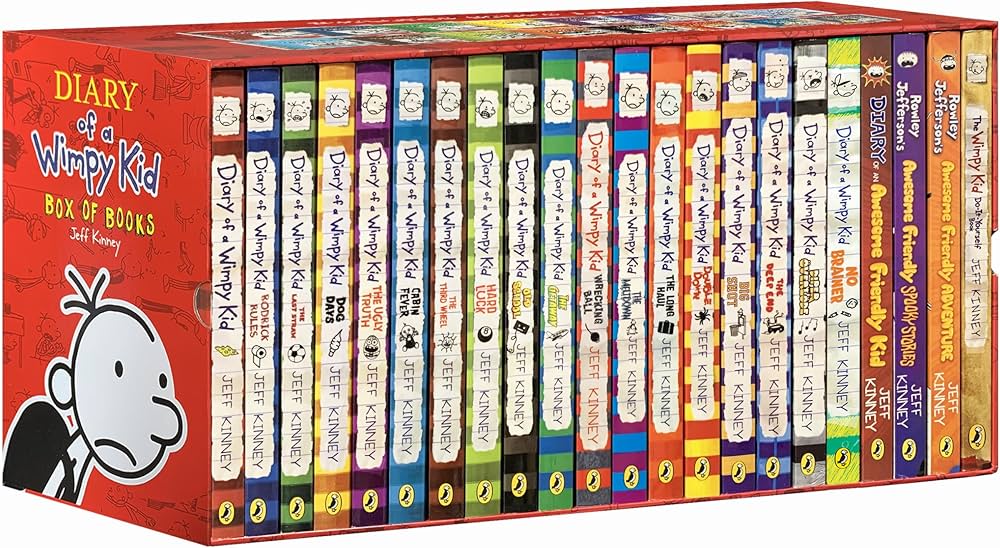 DIARY
of a
Wimpy Kid
BOX OF BOOKS
Jeff Kinney
Diary of a Wimpy Kid JEFF KINNEY
Diary of a Wimpy Kid RODRICK RULES JEFF KINNEY
Diary of a Wimpy Kid THE LAST STRAW JEFF KINNEY
Diary of a Wimpy Kid DOG DAYS JEFF KINNEY
Diary of a Wimpy Kid THE UGLY TRUTH JEFF KINNEY
Diary of a Wimpy Kid CABIN FEVER JEFF KINNEY
Diary of a Wimpy Kid THE THIRD WHEEL JEFF KINNEY
Diary of a Wimpy Kid HARD LUCK JEFF KINNEY
Diary of a Wimpy Kid OLD SCHOOL JEFF KINNEY
Diary of a Wimpy Kid THE GETAWAY JEFF KINNEY
Diary of a Wimpy Kid WRECKING BALL JEFF KINNEY
Diary of a Wimpy Kid THE MELTDOWN JEFF KINNEY
Diary of a Wimpy Kid THE LONG HAUL JEFF KINNEY
Diary of a Wimpy Kid DOUBLE DOWN JEFF KINNEY
Diary of a Wimpy Kid BIG SHOT JEFF KINNEY
Diary of a Wimpy Kid THE DEEP END JEFF KINNEY
Diary of a Wimpy Kid DIPER ÖVERLÖDE JEFF KINNEY
Diary of a Wimpy Kid NO BRAINER JEFF KINNEY
DIARY OF AN AWESOME FRIENDLY KID JEFF KINNEY
Rowley Jefferson's AWESOME FRIENDLY SPOOKY STORIES JEFF KINNEY
Rowley Jefferson's AWESOME FRIENDLY ADVENTURE JEFF KINNEY
The Wimpy Kid Do-It-Yourself Book JEFF KINNEY